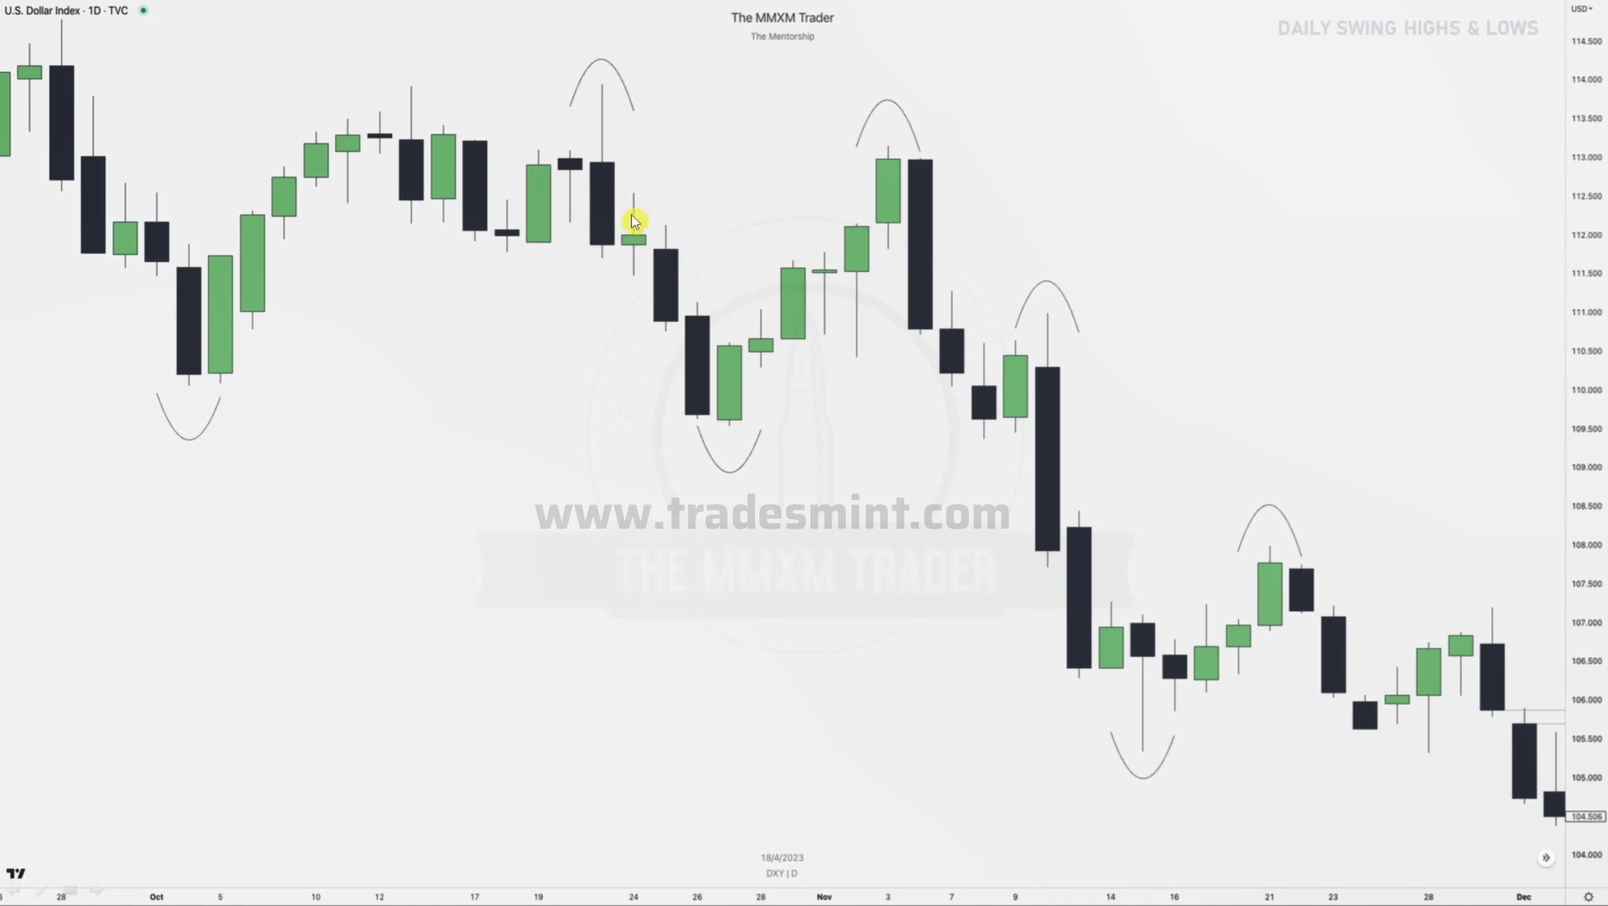 U.S. Dollar Index · 1D · TVC
The MMXM Trader
The Mentorship
DAILY SWING HIGHS & LOWS
USD
114.500
114.000
113.500
113.000
112.500
112.000
111.500
111.000
110.500
110.000
109.500
109.000
108.500
108.000
107.500
107.000
106.500
106.000
105.500
105.000
104.506
104.000
www.tradesmint.com
THE MMXM TRADER
18/4/2023
DXY | D
28 Oct 5 10 12 17 19 24 26 28 Nov 3 7 9 14 16 21 23 28 Dec